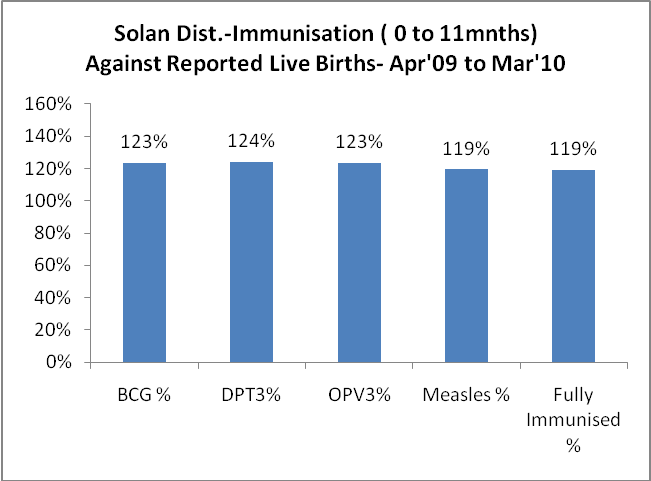 Solan Dist.-Immunisation ( 0 to 11mnths)
Against Reported Live Births- Apr'09 to Mar'10
160%
140%
120%
100%
80%
60%
40%
20%
0%
123%
124%
123%
119%
119%
BCG %
DPT3%
OPV3%
Measles %
Fully
Immunised
%